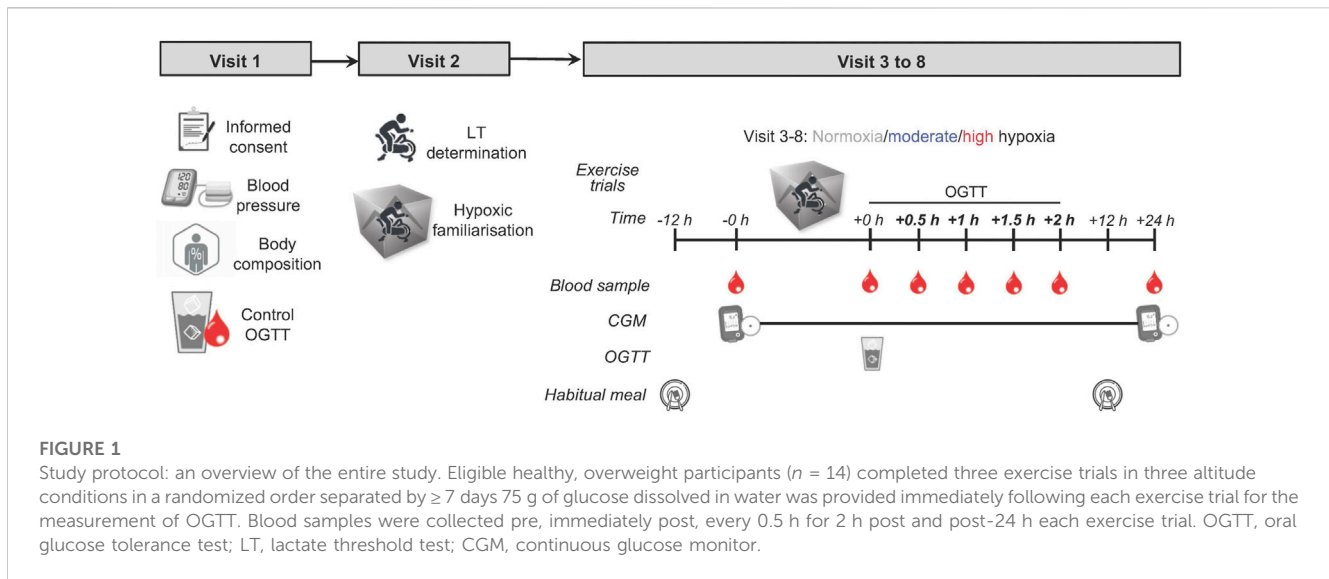 Visit 1
Visit 2
Visit 3 to 8
Informed
consent
Blood
pressure
Body
composition
Control
OGTT
120
80
%
LT
determination
Hypoxic
familiarisation
Visit 3-8: Normoxia/moderate/high hypoxia
Exercise
trials
OGTT
Time
-12 h
-0 h
+0 h
+0.5 h
+1 h
+1.5 h
+2 h
+12 h
+24 h
Blood sample
CGM
OGTT
Habitual meal
FIGURE 1
Study protocol: an overview of the entire study. Eligible healthy, overweight participants (n = 14) completed three exercise trials in three altitude
conditions in a randomized order separated by ≥ 7 days 75 g of glucose dissolved in water was provided immediately following each exercise trial for the
measurement of OGTT. Blood samples were collected pre, immediately post, every 0.5 h for 2 h post and post-24 h each exercise trial. OGTT, oral
glucose tolerance test; LT, lactate threshold test; CGM, continuous glucose monitor.